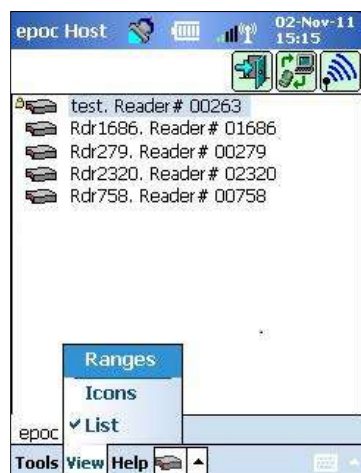 epoc Host 02-Nov-11
15:15
test. Reader# 00263
Rdr1686. Reader# 01686
Rdr279. Reader# 00279
Rdr2320. Reader# 02320
Rdr758. Reader# 00758
Ranges
Icons
List
epoc
Tools View Help